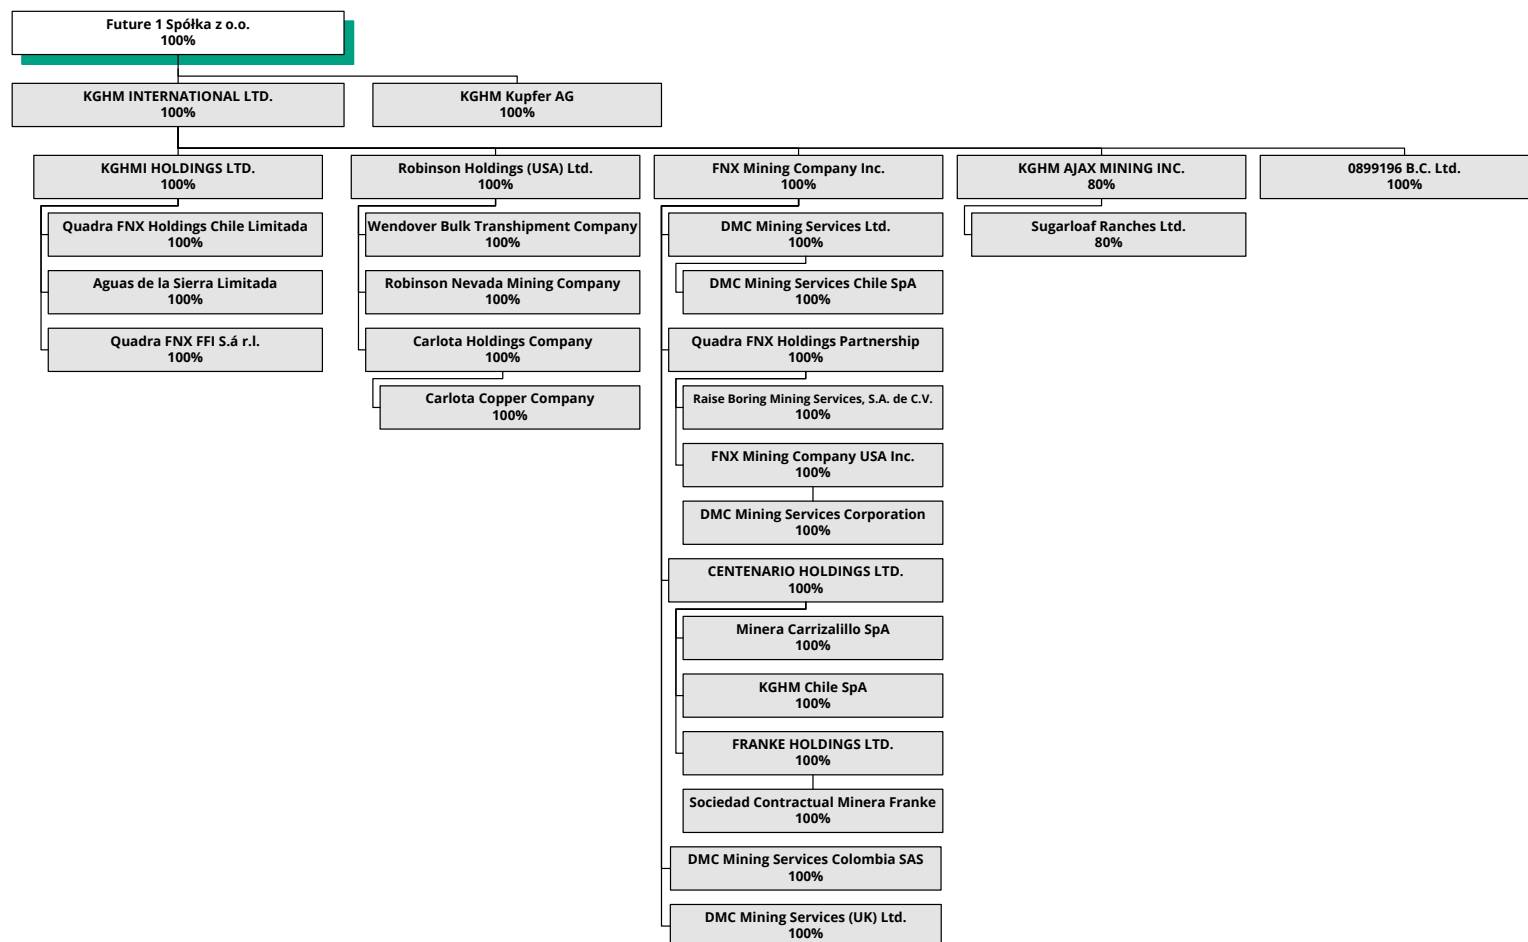 Future 1 Spółka z o.o.
100%
KGHM INTERNATIONAL LTD.
100%
KGHM Kupfer AG
100%
KGHMI HOLDINGS LTD.
100%
Robinson Holdings (USA) Ltd.
100%
FNX Mining Company Inc.
100%
KGHM AJAX MINING INC.
80%
0899196 B.C. Ltd.
100%
Quadra FNX Holdings Chile Limitada
100%
Aguas de la Sierra Limitada
100%
Quadra FNX FFI S.á r.l.
100%
Wendover Bulk Transhipment Company
100%
Robinson Nevada Mining Company
100%
Carlota Holdings Company
100%
Carlota Copper Company
100%
DMC Mining Services Ltd.
100%
DMC Mining Services Chile SpA
100%
Quadra FNX Holdings Partnership
100%
Raise Boring Mining Services, S.A. de C.V.
100%
FNX Mining Company USA Inc.
100%
DMC Mining Services Corporation
100%
CENTENARIO HOLDINGS LTD.
100%
Minera Carrizalillo SpA
100%
KGHM Chile SpA
100%
FRANKE HOLDINGS LTD.
100%
Sociedad Contractual Minera Franke
100%
DMC Mining Services Colombia SAS
100%
DMC Mining Services (UK) Ltd.
100%
Sugarloaf Ranches Ltd.
80%